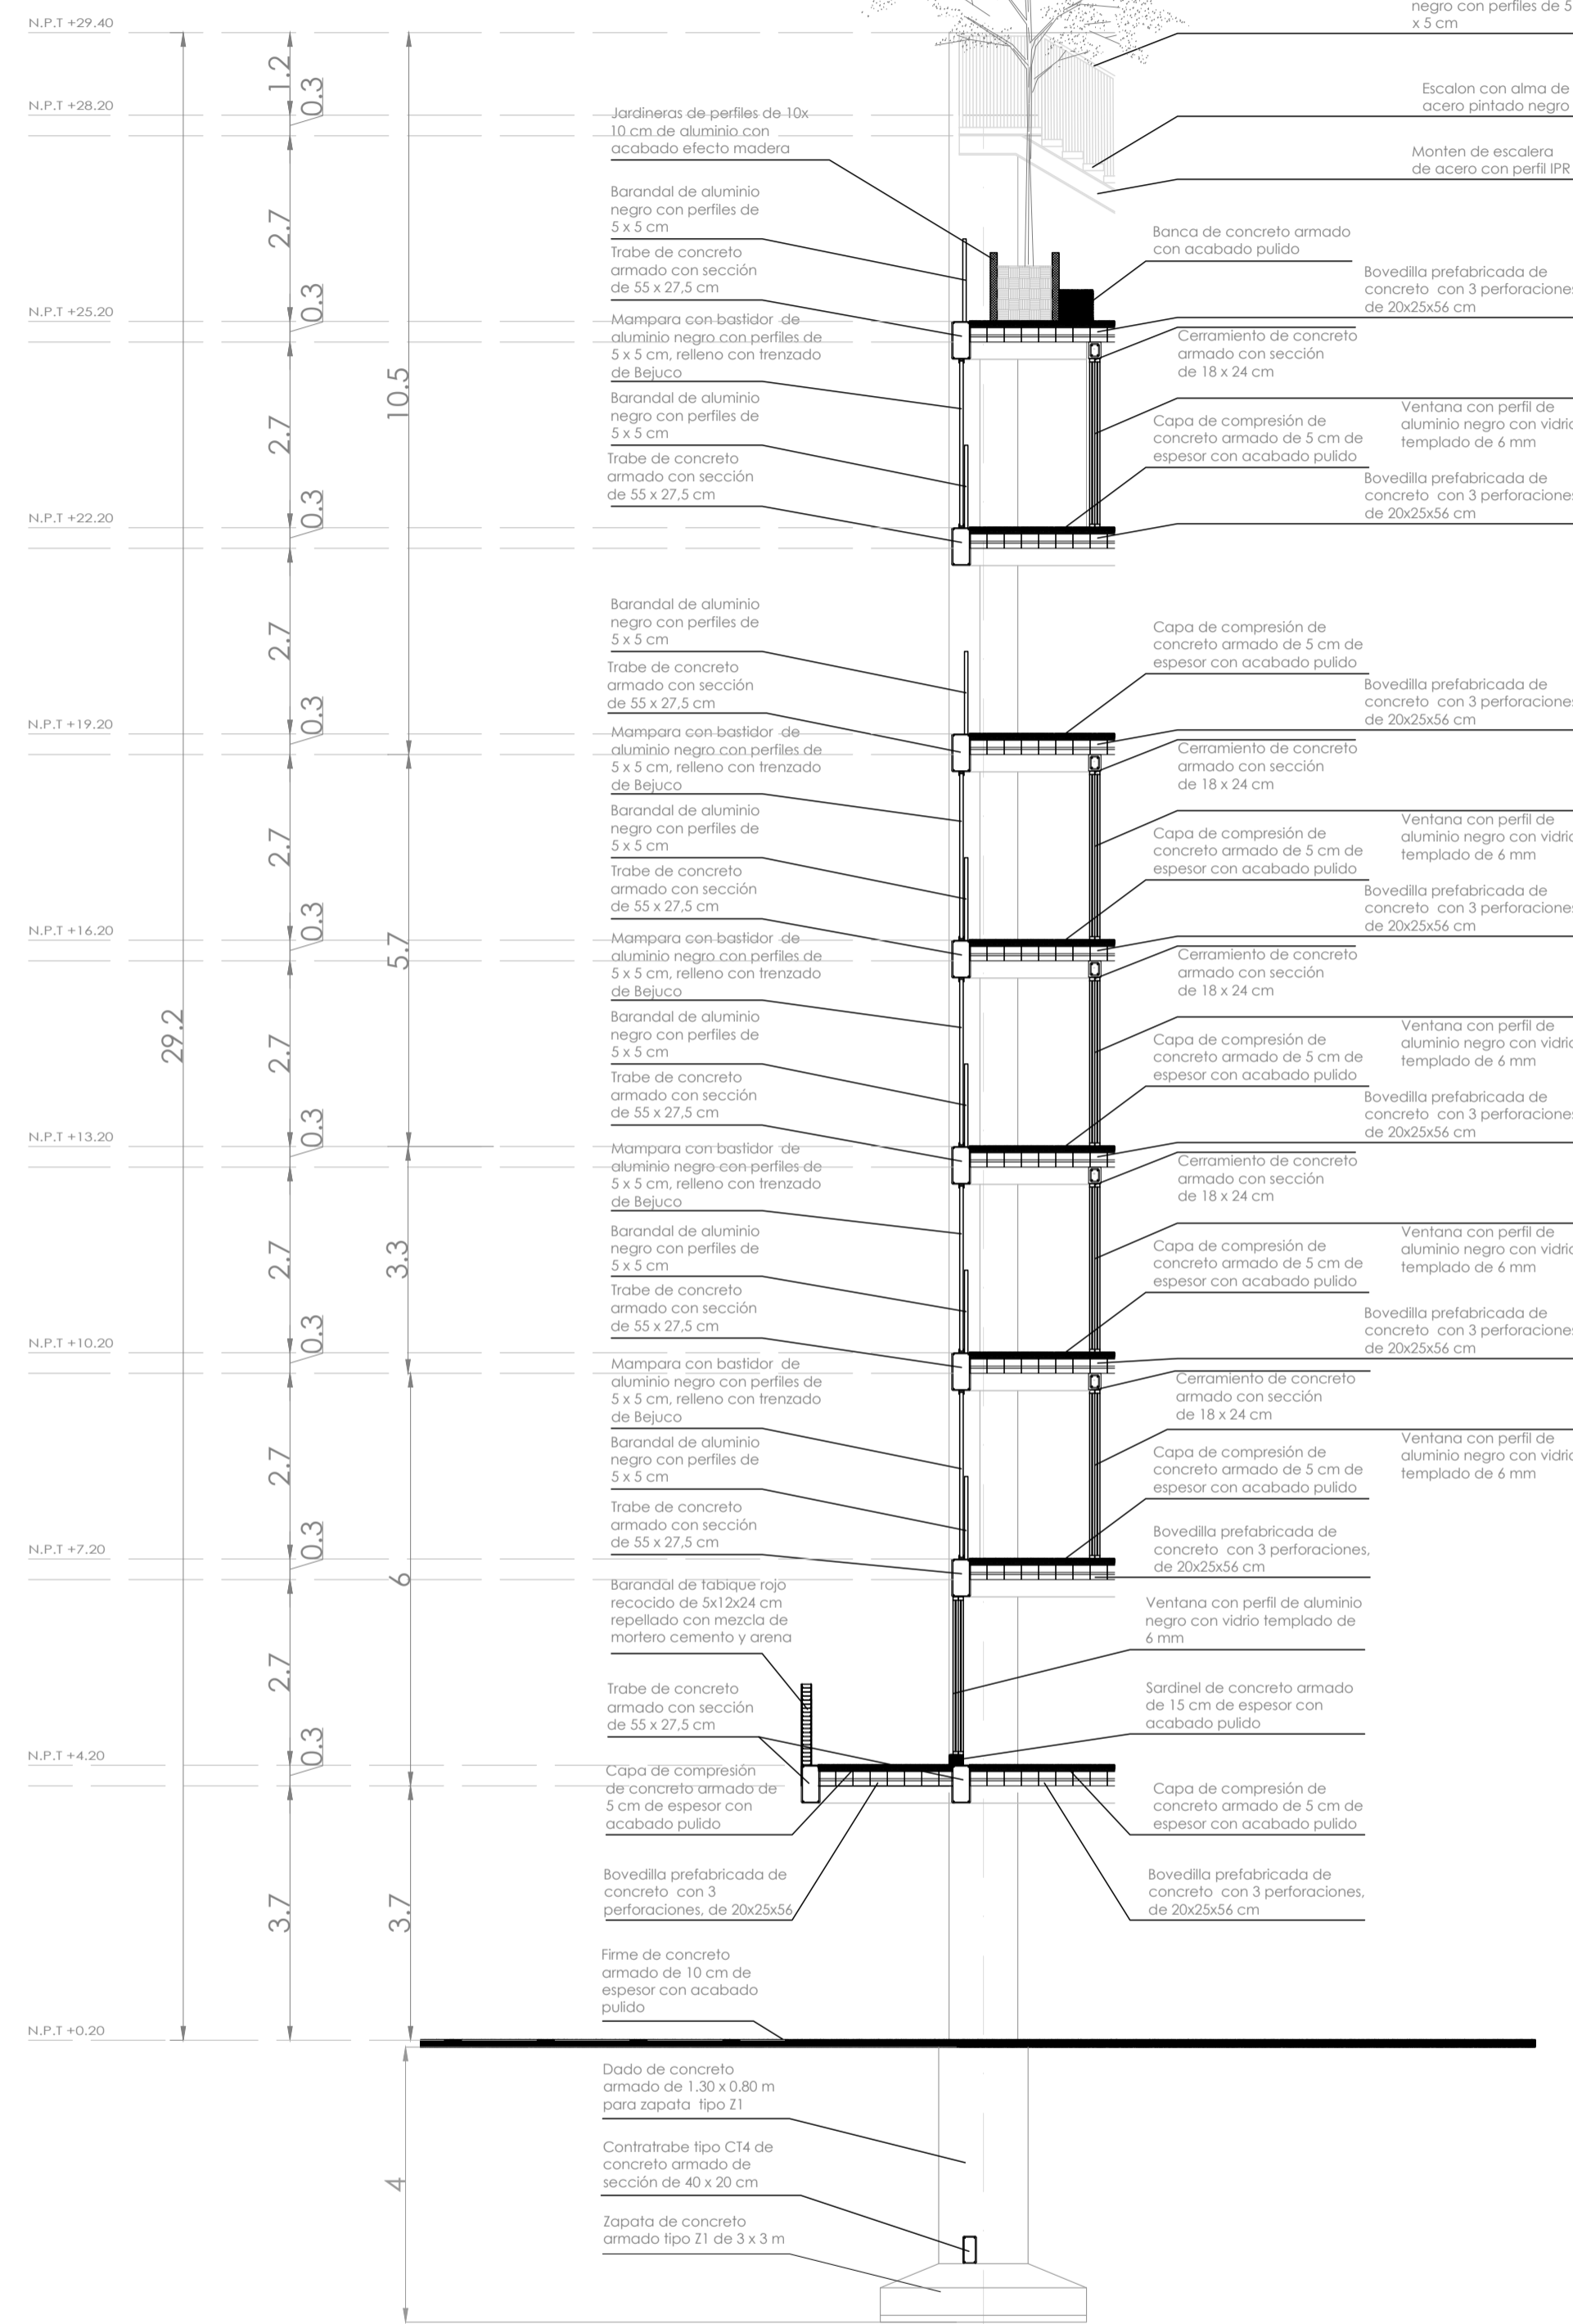 N.P.T +29.40
N.P.T +28.20
N.P.T +25.20
N.P.T +22.20
N.P.T +19.20
N.P.T +16.20
N.P.T +13.20
N.P.T +10.20
N.P.T +7.20
N.P.T +4.20
N.P.T +0.20
29.2
1.2
0.3
2.7
0.3
2.7
0.3
2.7
0.3
2.7
0.3
2.7
0.3
2.7
0.3
2.7
0.3
2.7
0.3
3.7
10.5
5.7
3.3
6
3.7
4
Jardineras de perfiles de 10x
10 cm de aluminio con
acabado efecto madera
Barandal de aluminio
negro con perfiles de
5 x 5 cm
Trabe de concreto
armado con sección
de 55 x 27,5 cm
Mampara con bastidor de
aluminio negro con perfiles de
5 x 5 cm, relleno con trenzado
de Bejuco
Barandal de aluminio
negro con perfiles de
5 x 5 cm
Trabe de concreto
armado con sección
de 55 x 27,5 cm
Barandal de aluminio
negro con perfiles de
5 x 5 cm
Trabe de concreto
armado con sección
de 55 x 27,5 cm
Mampara con bastidor de
aluminio negro con perfiles de
5 x 5 cm, relleno con trenzado
de Bejuco
Barandal de aluminio
negro con perfiles de
5 x 5 cm
Trabe de concreto
armado con sección
de 55 x 27,5 cm
Mampara con bastidor de
aluminio negro con perfiles de
5 x 5 cm, relleno con trenzado
de Bejuco
Barandal de aluminio
negro con perfiles de
5 x 5 cm
Trabe de concreto
armado con sección
de 55 x 27,5 cm
Mampara con bastidor de
aluminio negro con perfiles de
5 x 5 cm, relleno con trenzado
de Bejuco
Barandal de aluminio
negro con perfiles de
5 x 5 cm
Trabe de concreto
armado con sección
de 55 x 27,5 cm
Mampara con bastidor de
aluminio negro con perfiles de
5 x 5 cm, relleno con trenzado
de Bejuco
Barandal de aluminio
negro con perfiles de
5 x 5 cm
Trabe de concreto
armado con sección
de 55 x 27,5 cm
Barandal de tabique rojo
recocido de 5x12x24 cm
repellado con mezcla de
mortero cemento y arena
Trabe de concreto
armado con sección
de 55 x 27,5 cm
Capa de compresión
de concreto armado de
5 cm de espesor con
acabado pulido
Bovedilla prefabricada de
concreto con 3
perforaciones, de 20x25x56
Firme de concreto
armado de 10 cm de
espesor con acabado
pulido
Dado de concreto
armado de 1.30 x 0.80 m
para zapata tipo Z1
Contratrabe tipo CT4 de
concreto armado de
sección de 40 x 20 cm
Zapata de concreto
armado tipo Z1 de 3 x 3 m
negro con perfiles de 5
x 5 cm
Escalon con alma de
acero pintado negro
Monten de escalera
de acero con perfil IPR
Banca de concreto armado
con acabado pulido
Bovedilla prefabricada de
concreto con 3 perforaciones
de 20x25x56 cm
Cerramiento de concreto
armado con sección
de 18 x 24 cm
Ventana con perfil de
aluminio negro con vidrio
templado de 6 mm
Capa de compresión de
concreto armado de 5 cm de
espesor con acabado pulido
Bovedilla prefabricada de
concreto con 3 perforaciones
de 20x25x56 cm
Capa de compresión de
concreto armado de 5 cm de
espesor con acabado pulido
Bovedilla prefabricada de
concreto con 3 perforaciones
de 20x25x56 cm
Cerramiento de concreto
armado con sección
de 18 x 24 cm
Ventana con perfil de
aluminio negro con vidrio
templado de 6 mm
Capa de compresión de
concreto armado de 5 cm de
espesor con acabado pulido
Bovedilla prefabricada de
concreto con 3 perforaciones
de 20x25x56 cm
Cerramiento de concreto
armado con sección
de 18 x 24 cm
Ventana con perfil de
aluminio negro con vidrio
templado de 6 mm
Capa de compresión de
concreto armado de 5 cm de
espesor con acabado pulido
Bovedilla prefabricada de
concreto con 3 perforaciones
de 20x25x56 cm
Cerramiento de concreto
armado con sección
de 18 x 24 cm
Ventana con perfil de
aluminio negro con vidrio
templado de 6 mm
Capa de compresión de
concreto armado de 5 cm de
espesor con acabado pulido
Bovedilla prefabricada de
concreto con 3 perforaciones
de 20x25x56 cm
Cerramiento de concreto
armado con sección
de 18 x 24 cm
Ventana con perfil de
aluminio negro con vidrio
templado de 6 mm
Capa de compresión de
concreto armado de 5 cm de
espesor con acabado pulido
Bovedilla prefabricada de
concreto con 3 perforaciones,
de 20x25x56 cm
Ventana con perfil de aluminio
negro con vidrio templado de
6 mm
Sardinel de concreto armado
de 15 cm de espesor con
acabado pulido
Capa de compresión de
concreto armado de 5 cm de
espesor con acabado pulido
Bovedilla prefabricada de
concreto con 3 perforaciones,
de 20x25x56 cm